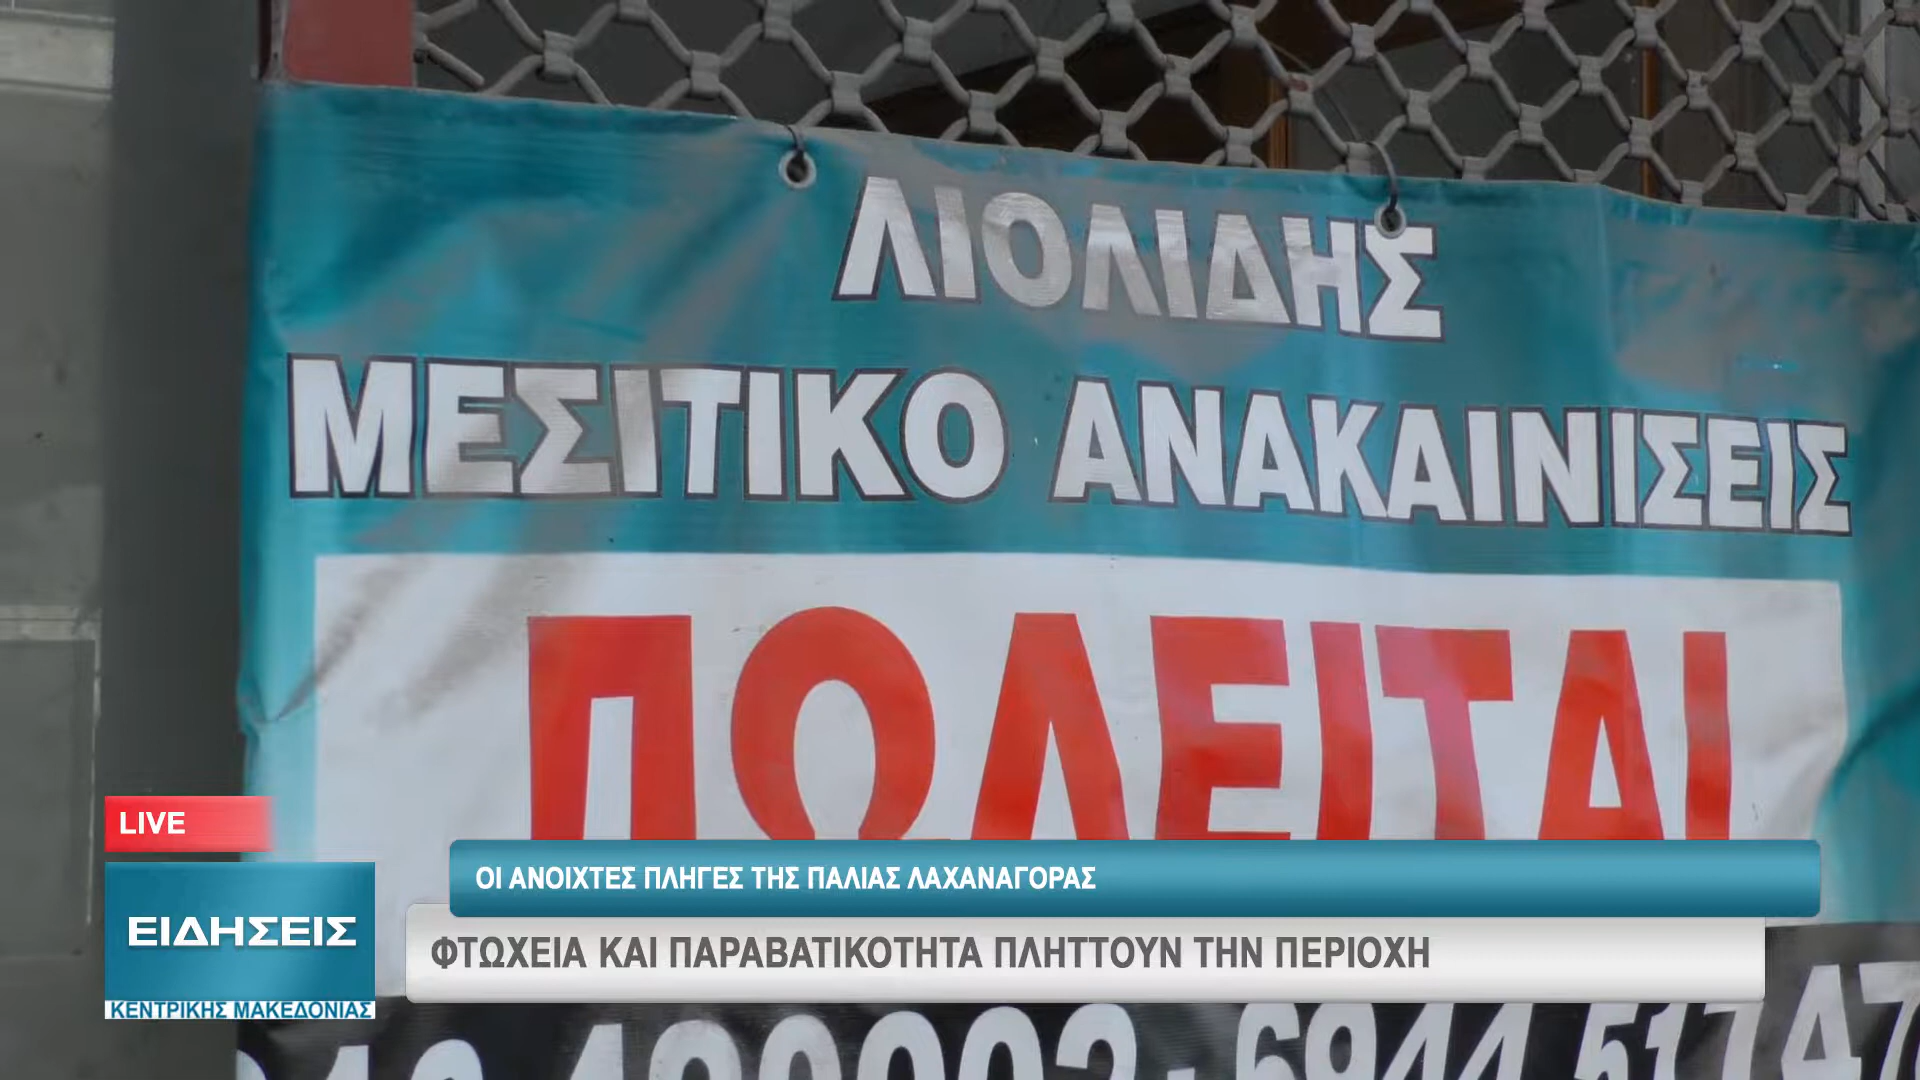 ΛΙΟΛΙΔΗΣ
ΜΕΣΙΤΙΚΟ ΑΝΑΚΑΙΝΙΣΕΙΣ
ΠΩΛΕΙΤΑΙ
LIVE
ΟΙ ΑΝΟΙΧΤΕΣ ΠΛΗΓΕΣ ΤΗΣ ΠΑΛΙΑΣ ΛΑΧΑΝΑΓΟΡΑΣ
ΕΙΔΗΣΕΙΣ
ΦΤΩΧΕΙΑ ΚΑΙ ΠΑΡΑΒΑΤΙΚΟΤΗΤΑ ΠΛΗΤΤΟΥΝ ΤΗΝ ΠΕΡΙΟΧΗ
ΚΕΝΤΡΙΚΗΣ ΜΑΚΕΔΟΝΙΑΣ